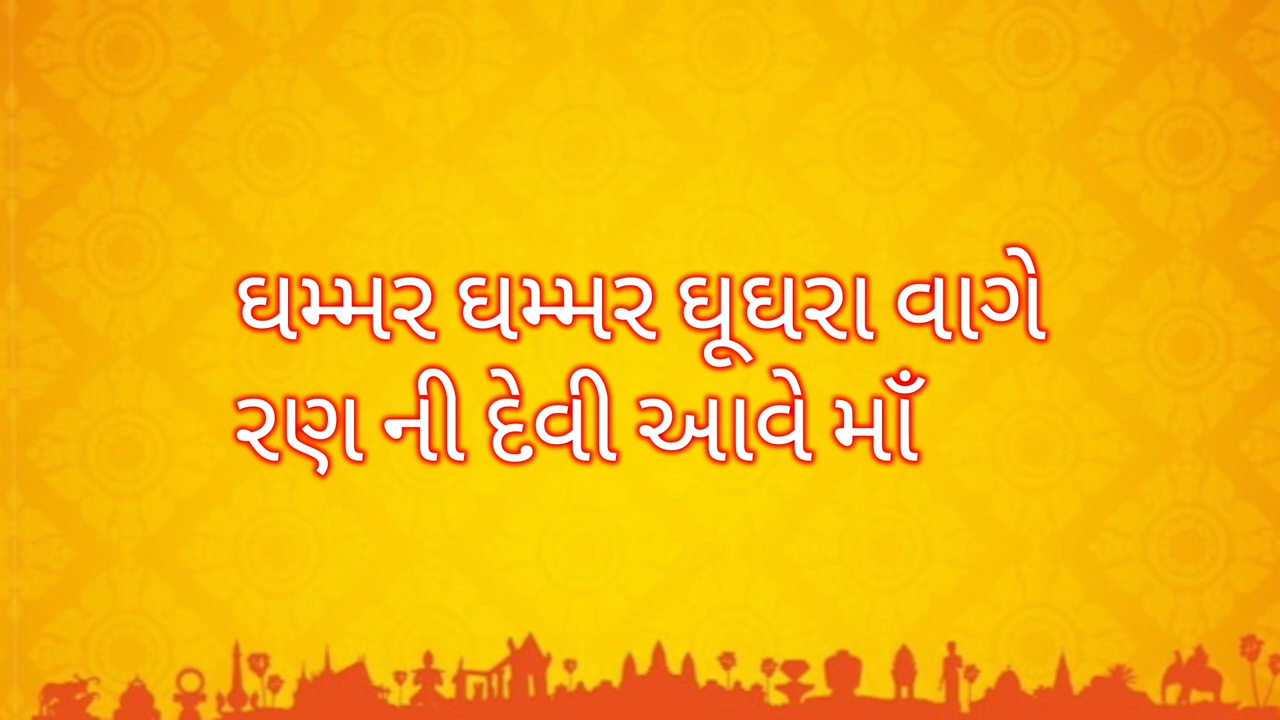 ઘમ્મર ઘમ્મર ઘૂઘરા વાગે
રણ ની દેવી આવે માઁ